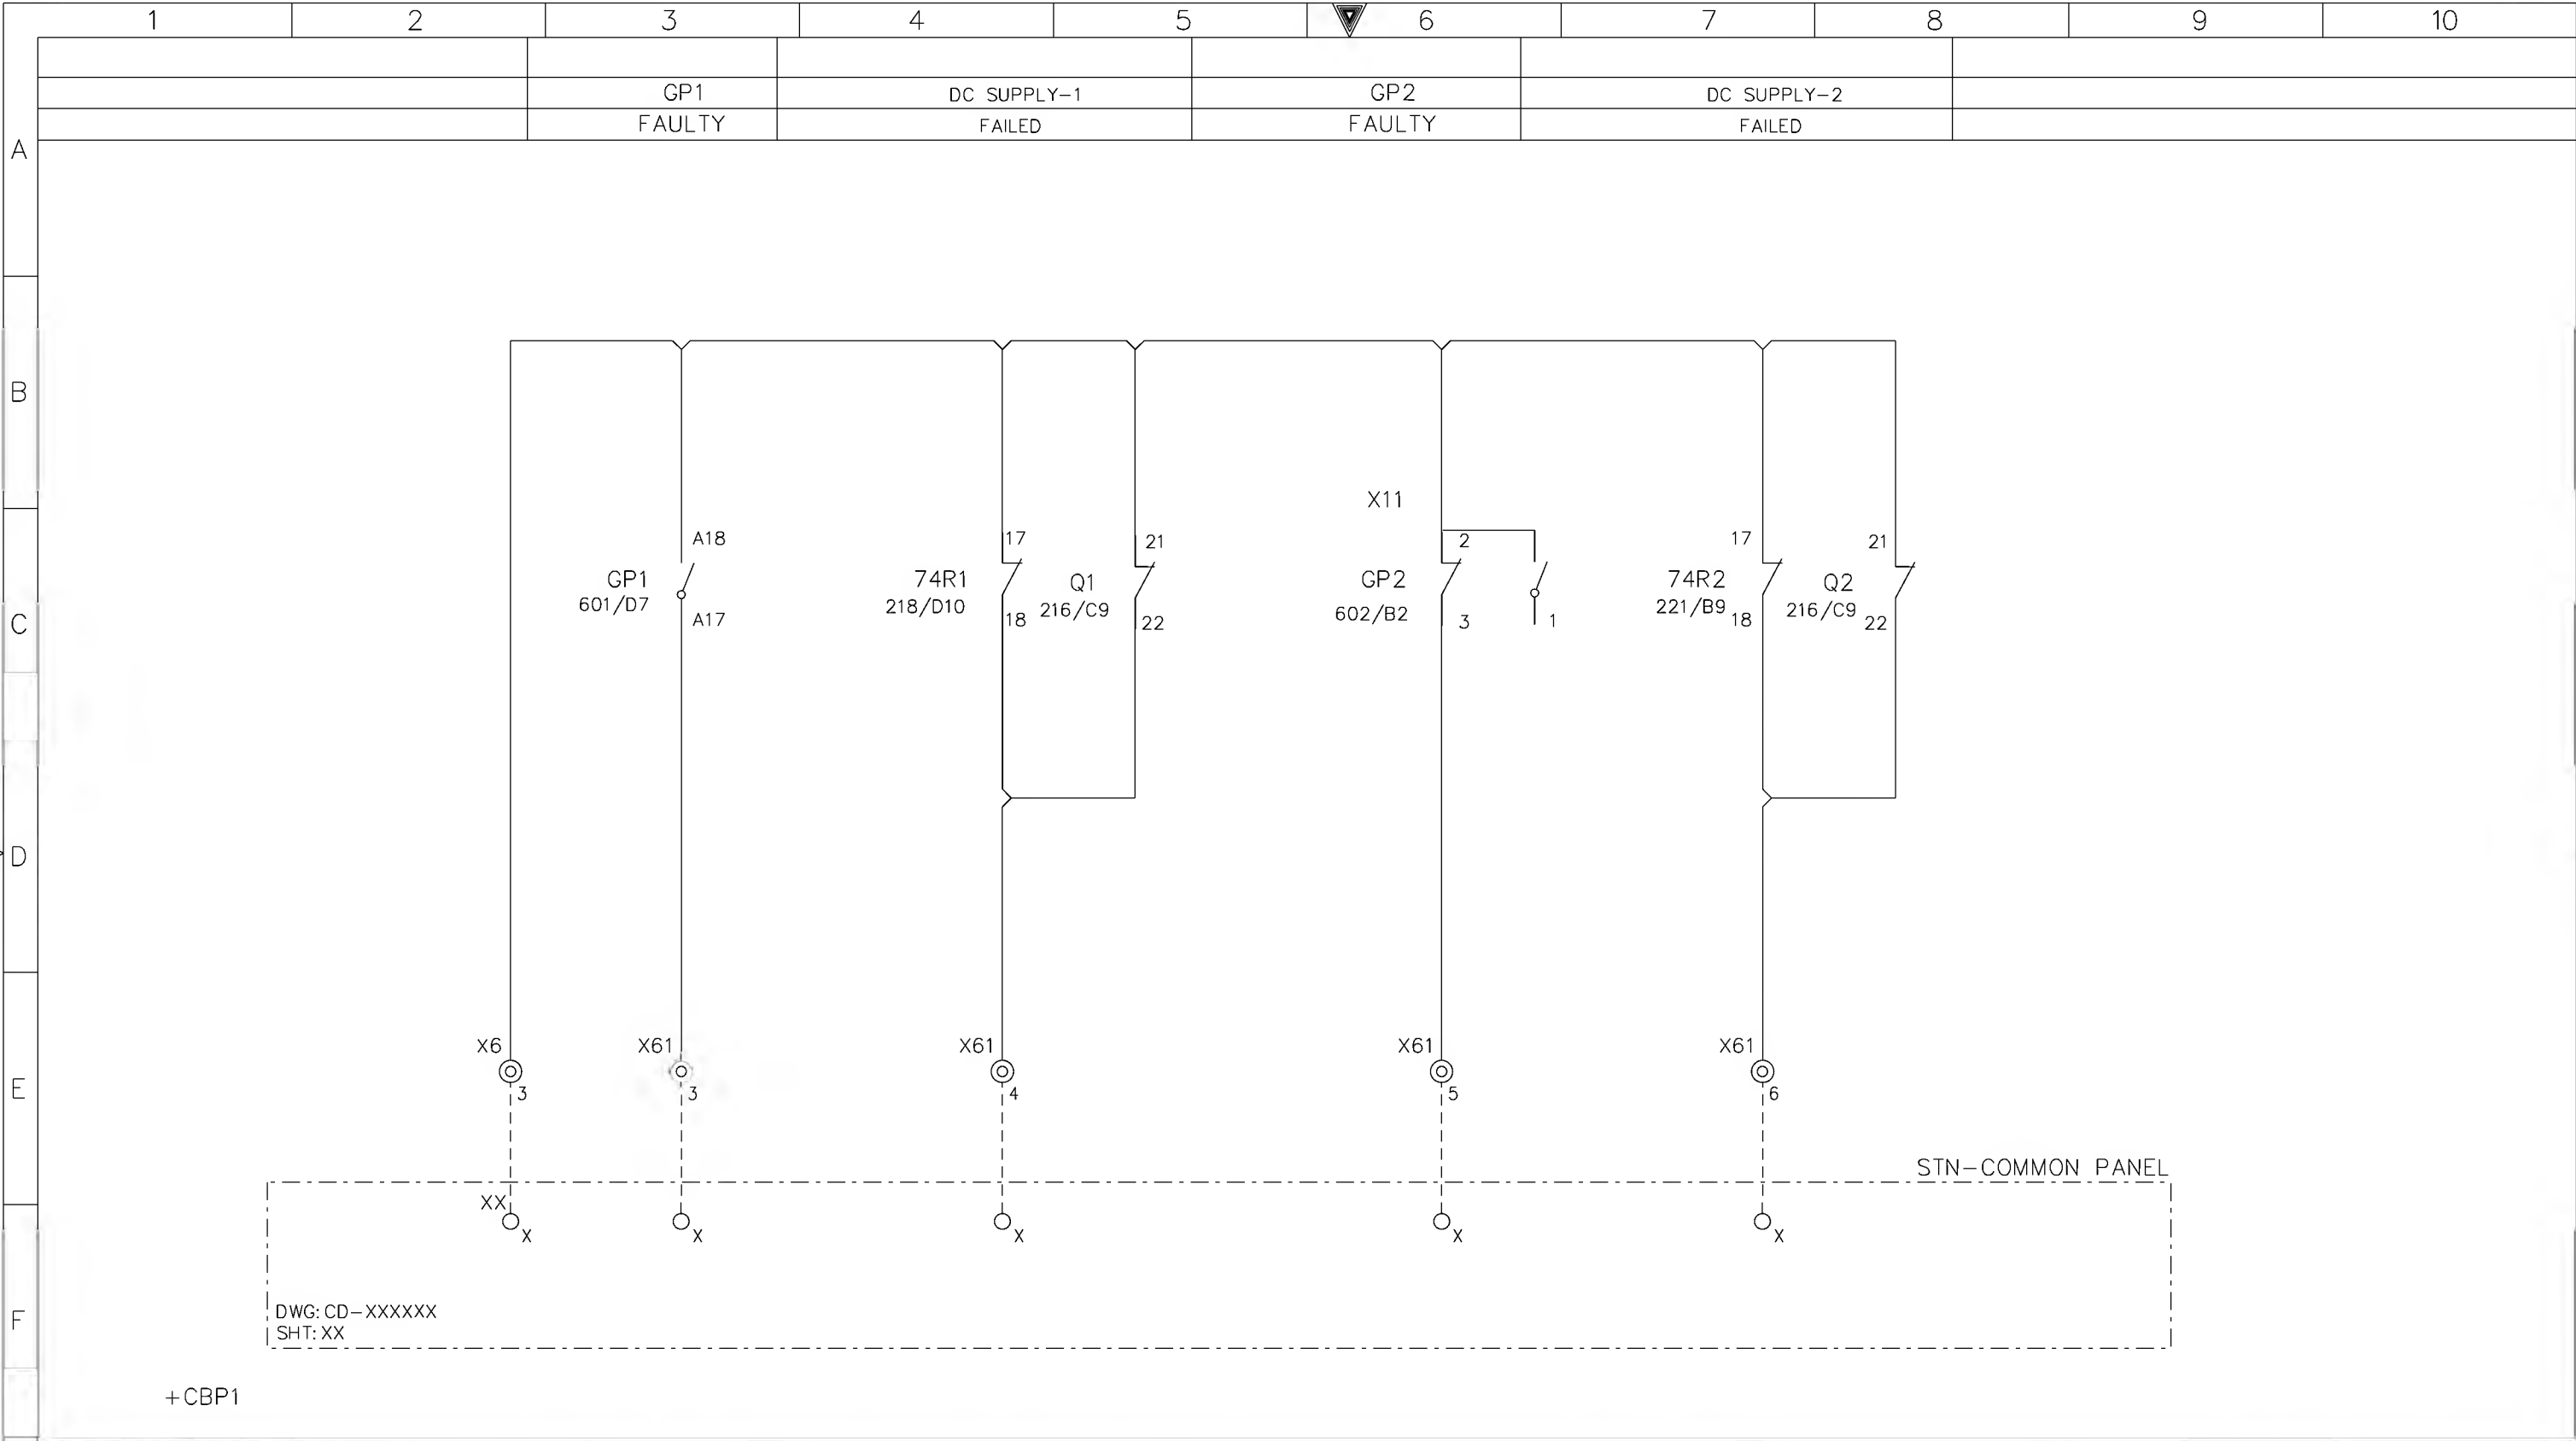 1 2 3 4 5 6 7 8 9 10
GP1 DC SUPPLY-1 GP2 DC SUPPLY-2
FAULTY FAILED FAULTY FAILED
A
B
X11
A18 17 21 2 17 21
GP1 74R1 Q1 GP2 74R2 Q2
601/D7 218/D10 216/C9 602/B2 221/B9 216/C9
C
A17 18 22 3 1 18 22
D
X6 X61 X61 X61 X61
E
3 3 4 5 6
STN-COMMON PANEL
XX
X X X X X
DWG: CD-XXXXXX
F
SHT: XX
+CBP1